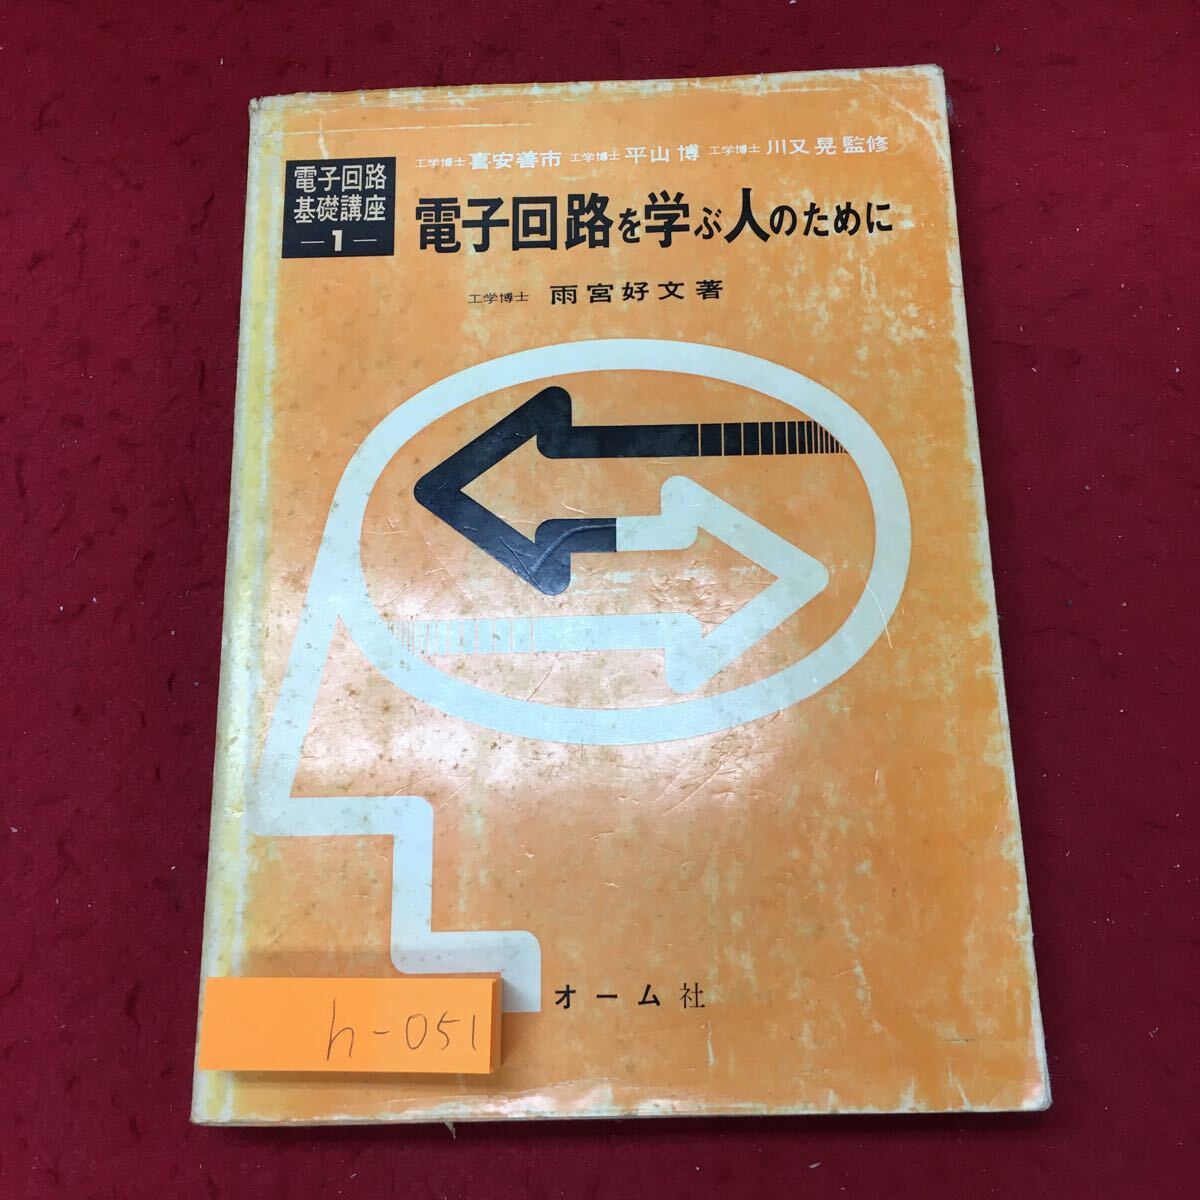 工学博士 喜安善市 工学博士 平山 博 工学博士 川又 晃 監修
電子回路
基礎講座
—1—
電子回路を学ぶ人のために
工学博士 雨宮好文著
オーム社
h-051